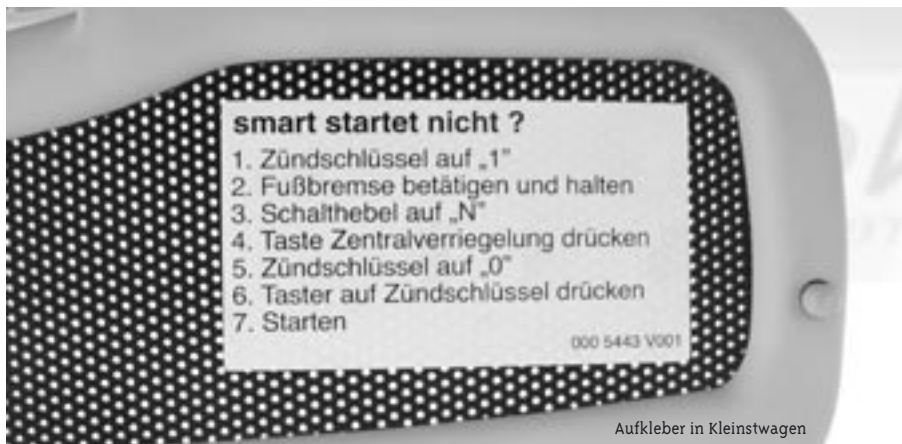 smart startet nicht ?
1. Zündschlüssel auf „1"
2. Fußbremse betätigen und halten
3. Schalthebel auf „N"
4. Taste Zentralverriegelung drücken
5. Zündschlüssel auf „0"
6. Taster auf Zündschlüssel drücken
7. Starten
000 5443 V001
Aufkleber in Kleinstwagen